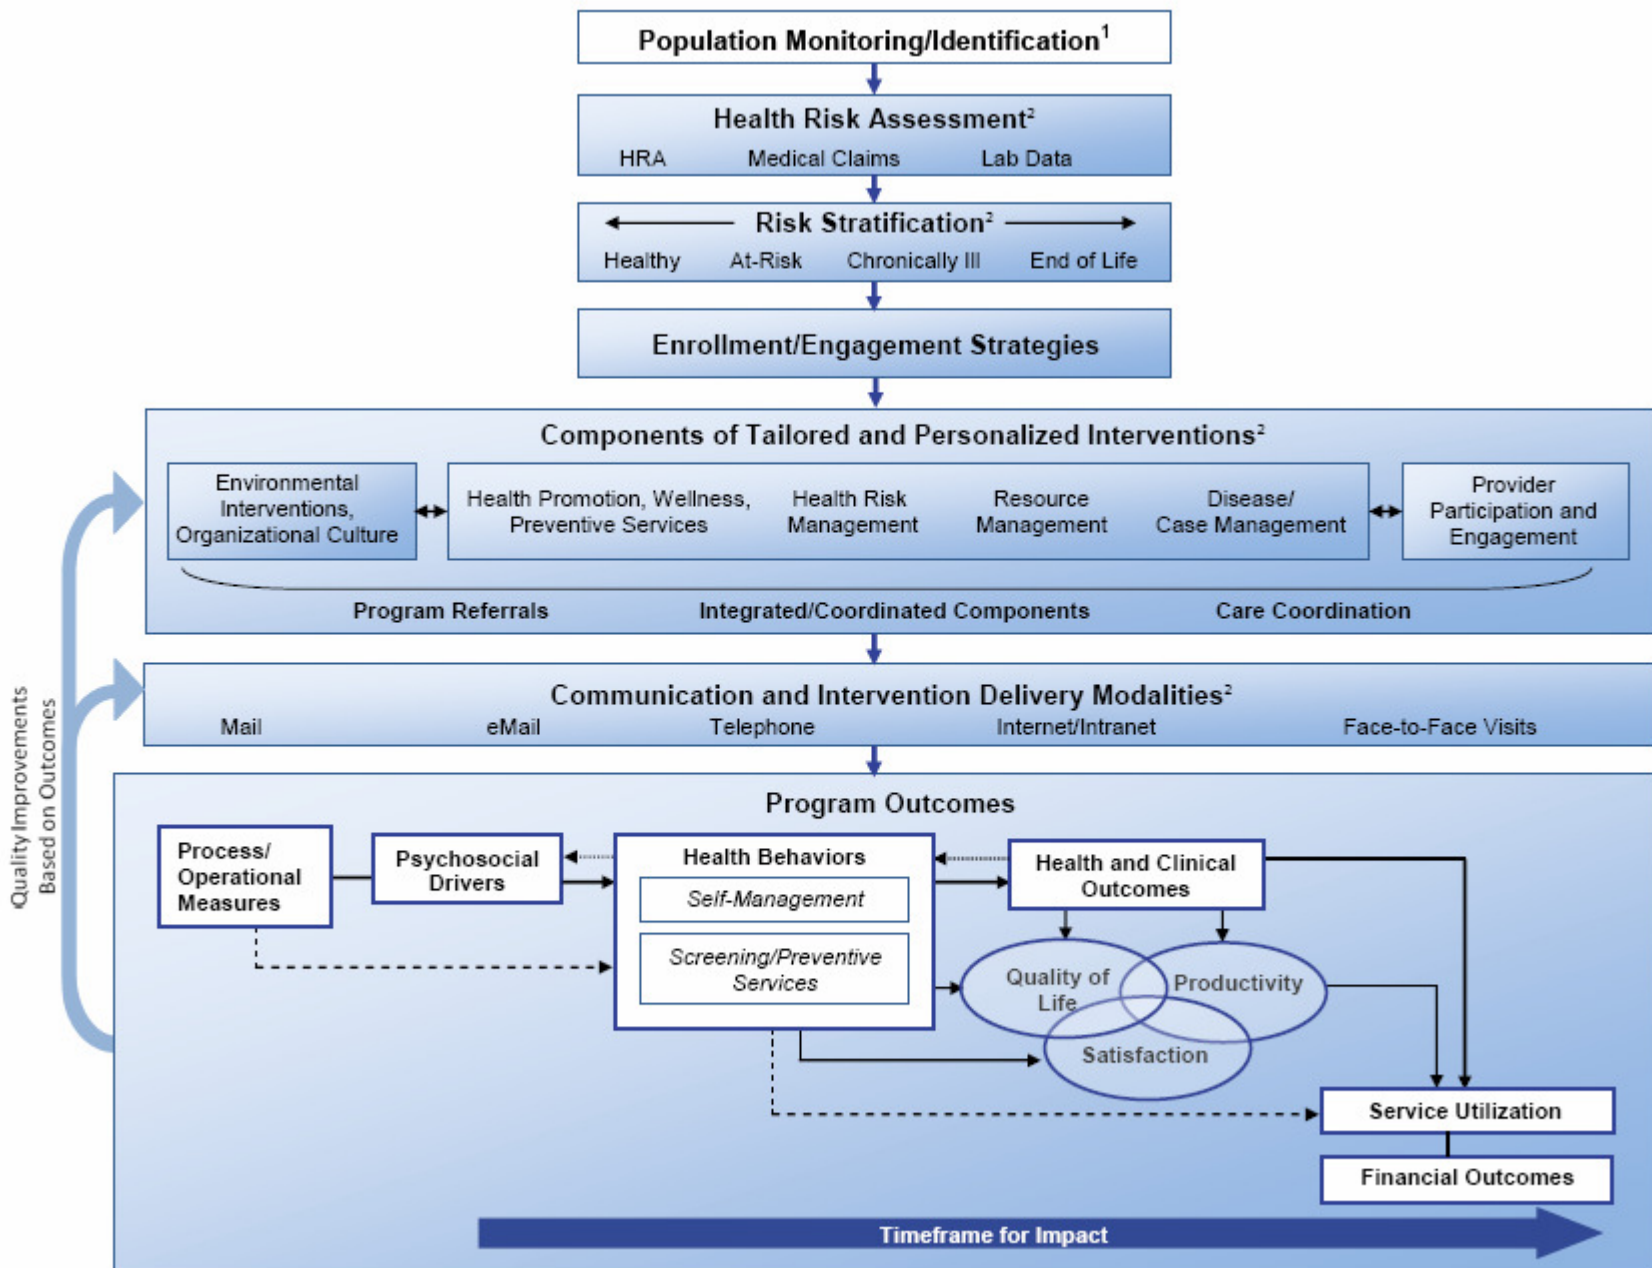 Population Monitoring/Identification¹
Health Risk Assessment²
HRA Medical Claims Lab Data
Risk Stratification²
Healthy At-Risk Chronically Ill End of Life
Enrollment/Engagement Strategies
Components of Tailored and Personalized Interventions²
Environmental
Interventions,
Organizational Culture
Health Promotion, Wellness,
Preventive Services
Health Risk
Management
Resource
Management
Disease/
Case Management
Provider
Participation and
Engagement
Program Referrals Integrated/Coordinated Components Care Coordination
Communication and Intervention Delivery Modalities²
Mail eMail Telephone Internet/Intranet Face-to-Face Visits
Quality Improvements
Based on Outcomes
Program Outcomes
Process/
Operational
Measures
Psychosocial
Drivers
Health Behaviors
Self-Management
Screening/Preventive
Services
Health and Clinical
Outcomes
Quality of
Life
Productivity
Satisfaction
Service Utilization
Financial Outcomes
Timeframe for Impact